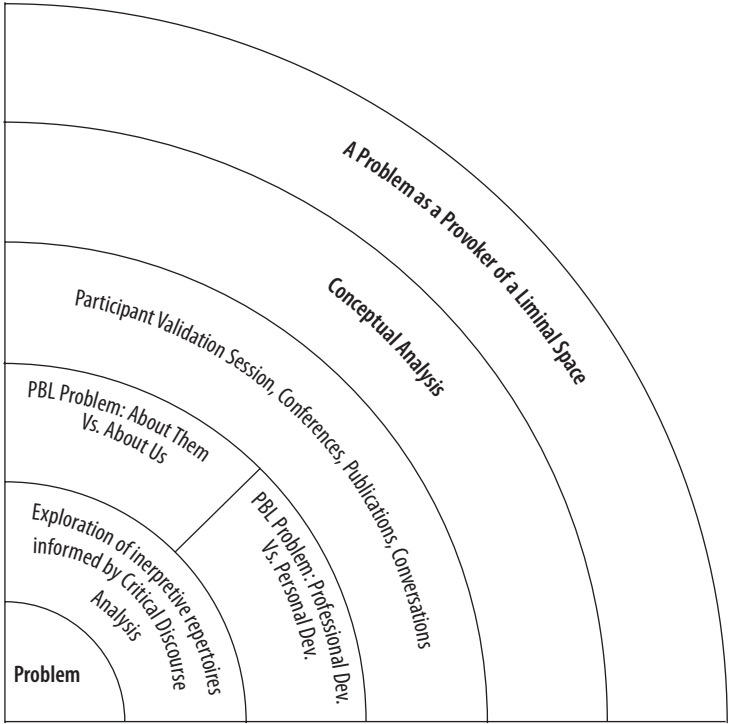 A Problem as a Provoker of a Liminal Space
Conceptual Analysis
Participant Validation Session, Conferences, Publications, Conversations
PBL Problem: About Them
Vs. About Us
PBL Problem: Professional Dev.
Vs. Personal Dev.
Exploration of inerpretive repertoires
informed by Critical Discourse
Analysis
Problem